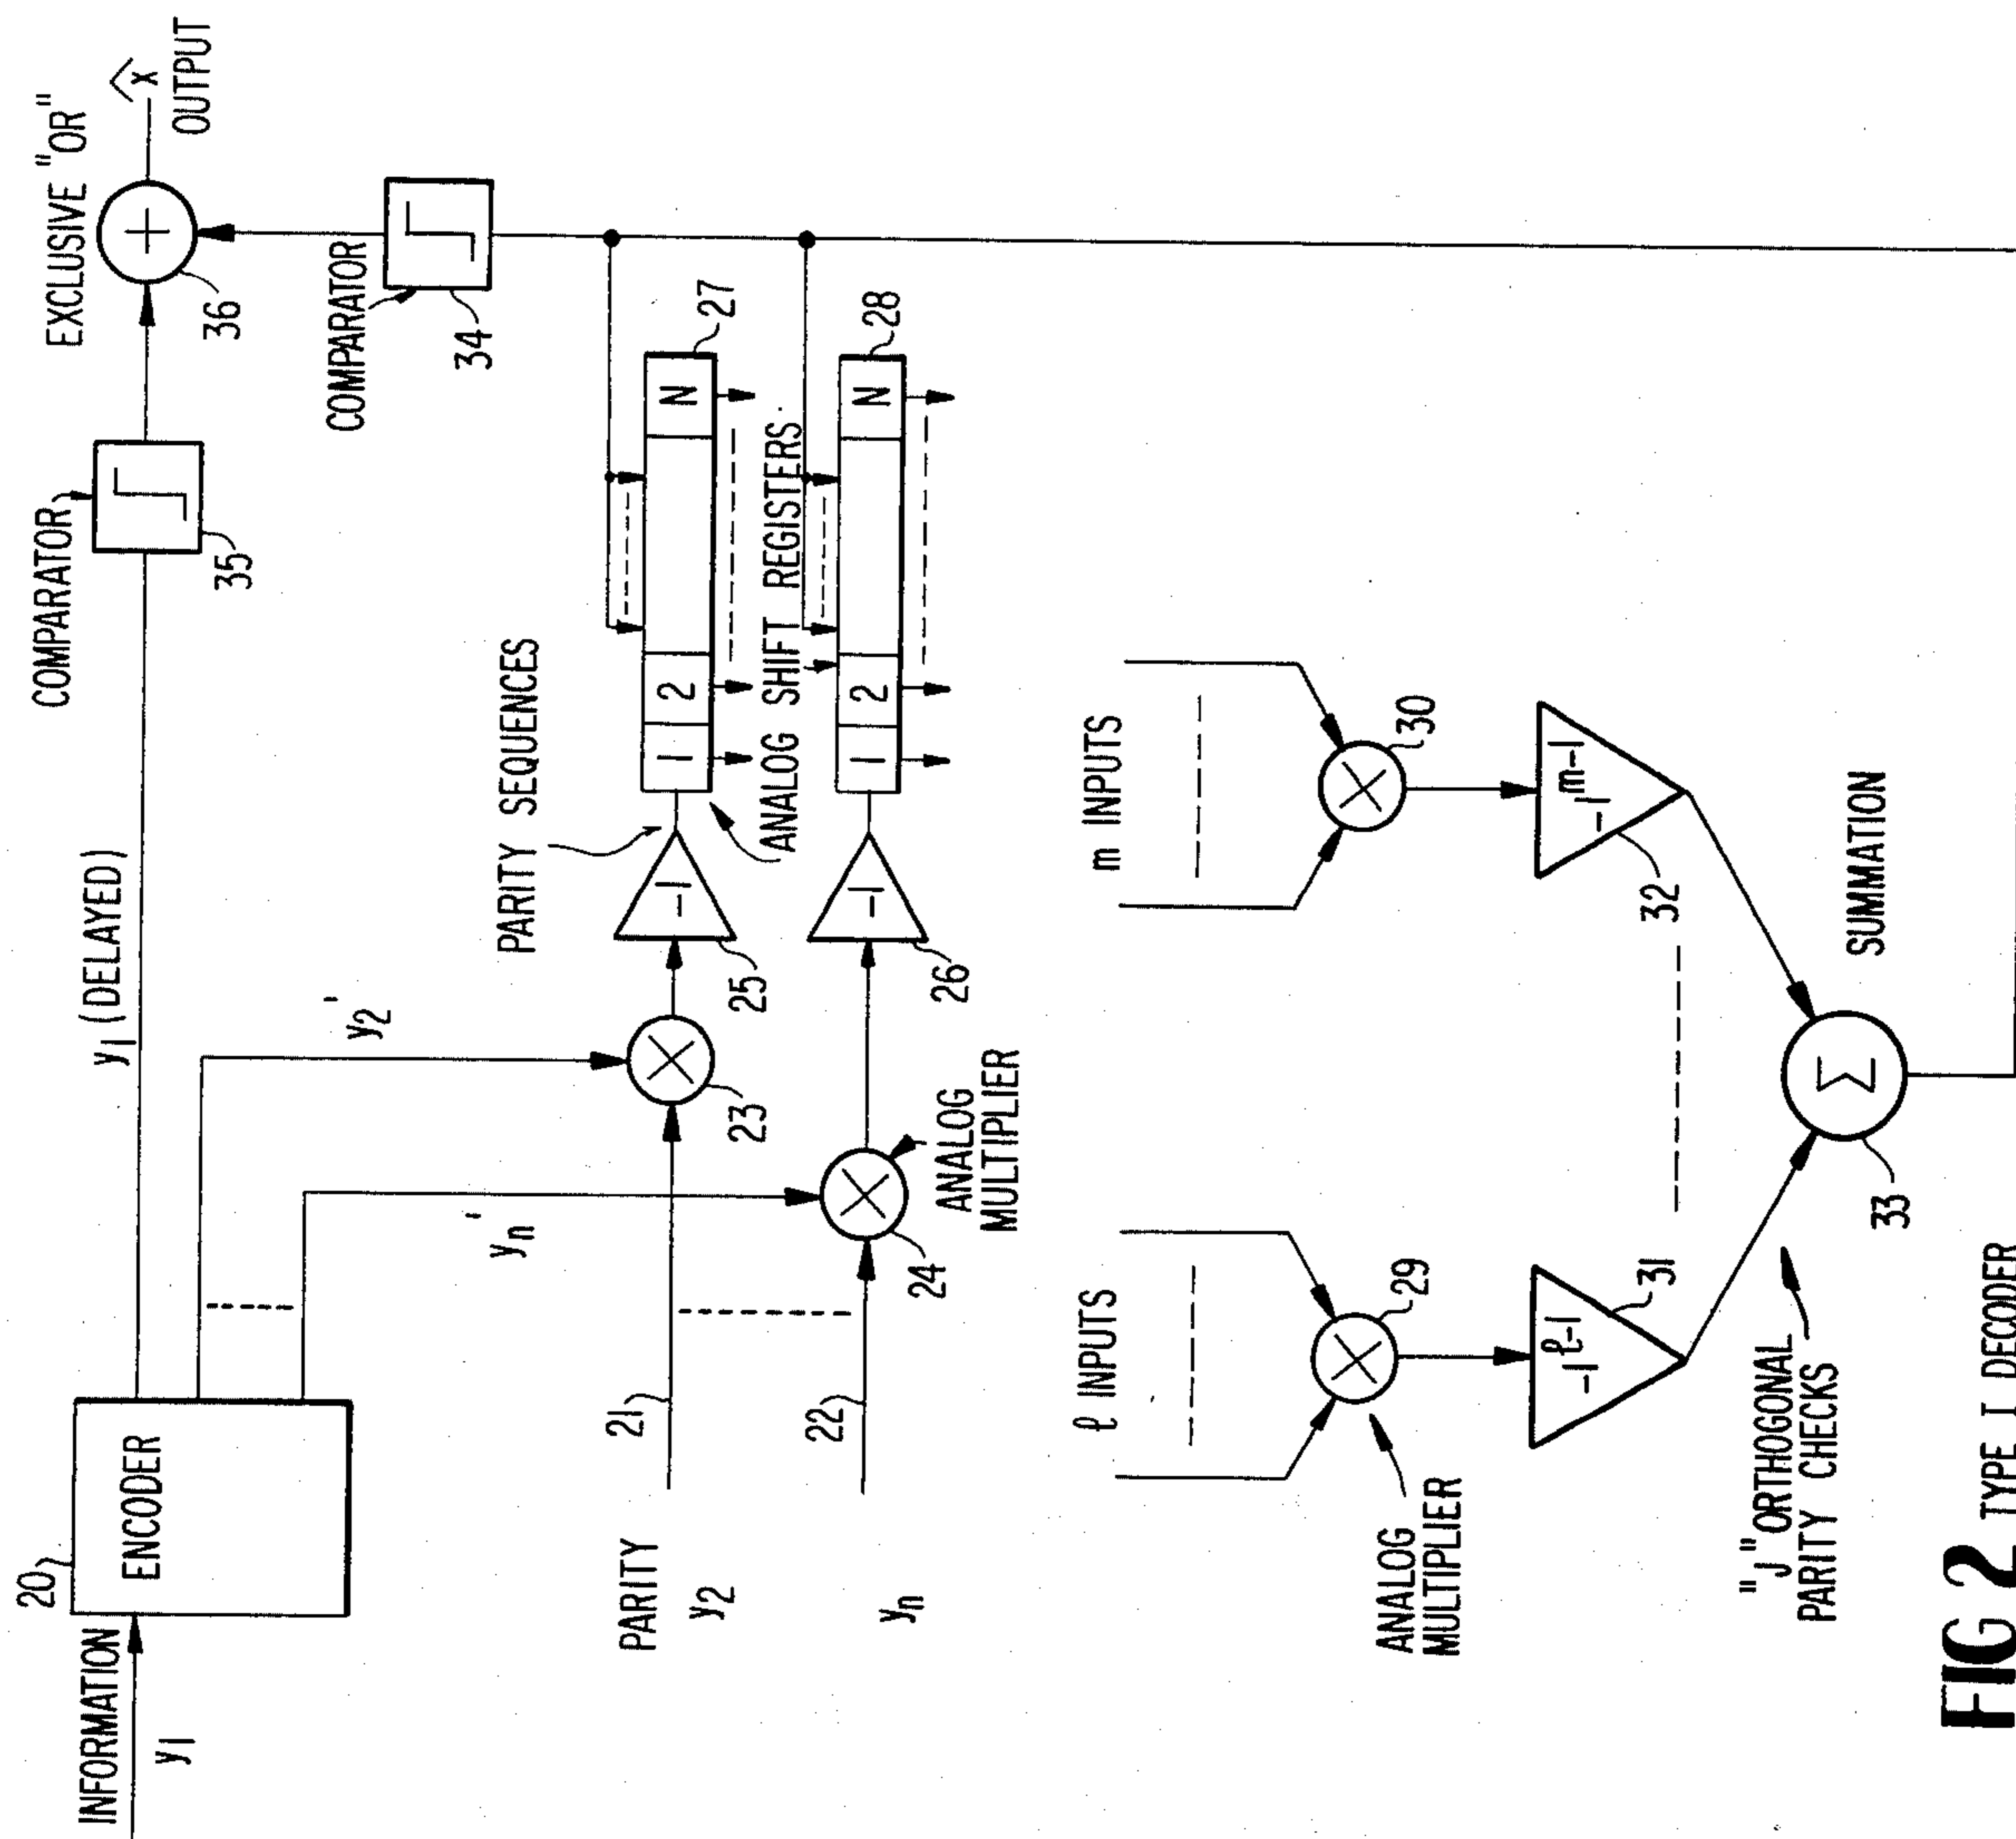 INFORMATION
y1
20
ENCODER
y1 (DELAYED)
COMPARATOR
35
EXCLUSIVE "OR"
+
36
x̂
OUTPUT
y2'
yn'
COMPARATOR
34
PARITY
y2
yn
21
22
23
24
ANALOG
MULTIPLIER
25
26
-1
-1
PARITY SEQUENCES
1 2 N
27
ANALOG SHIFT REGISTERS
1 2 N
28
ℓ INPUTS
m INPUTS
29
30
ANALOG
MULTIPLIER
-1^ℓ-1
31
-1^m-1
32
"J" ORTHOGONAL
PARITY CHECKS
Σ
33
SUMMATION
FIG 2 TYPE I DECODER